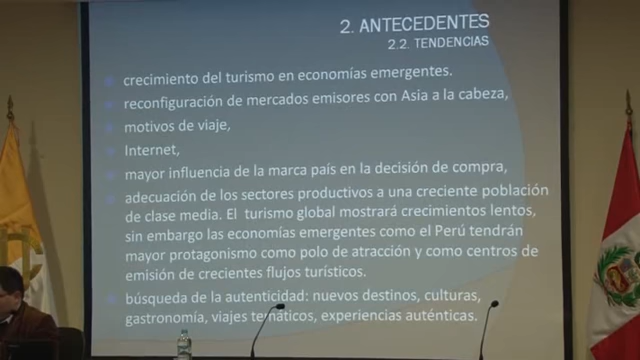 2. ANTECEDENTES
2.2. TENDENCIAS
crecimiento del turismo en economías emergentes.
reconfiguración de mercados emisores con Asia a la cabeza,
motivos de viaje,
Internet,
mayor influencia de la marca país en la decisión de compra,
adecuación de los sectores productivos a una creciente población
de clase media. El turismo global mostrará crecimientos lentos,
sin embargo las economías emergentes como el Perú tendrán
mayor protagonismo como polo de atracción y como centros de
emisión de crecientes flujos turísticos.
búsqueda de la autenticidad: nuevos destinos, culturas,
gastronomía, viajes temáticos, experiencias auténticas.